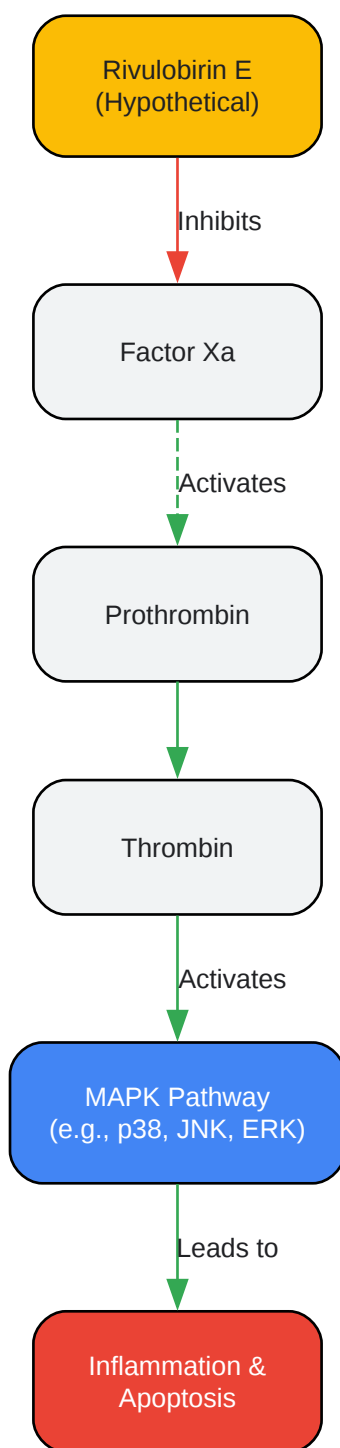 Rivulobirin E
(Hypothetical)
Inhibits
Factor Xa
Activates
Prothrombin
Thrombin
Activates
MAPK Pathway
(e.g., p38, JNK, ERK)
Leads to
Inflammation &
Apoptosis